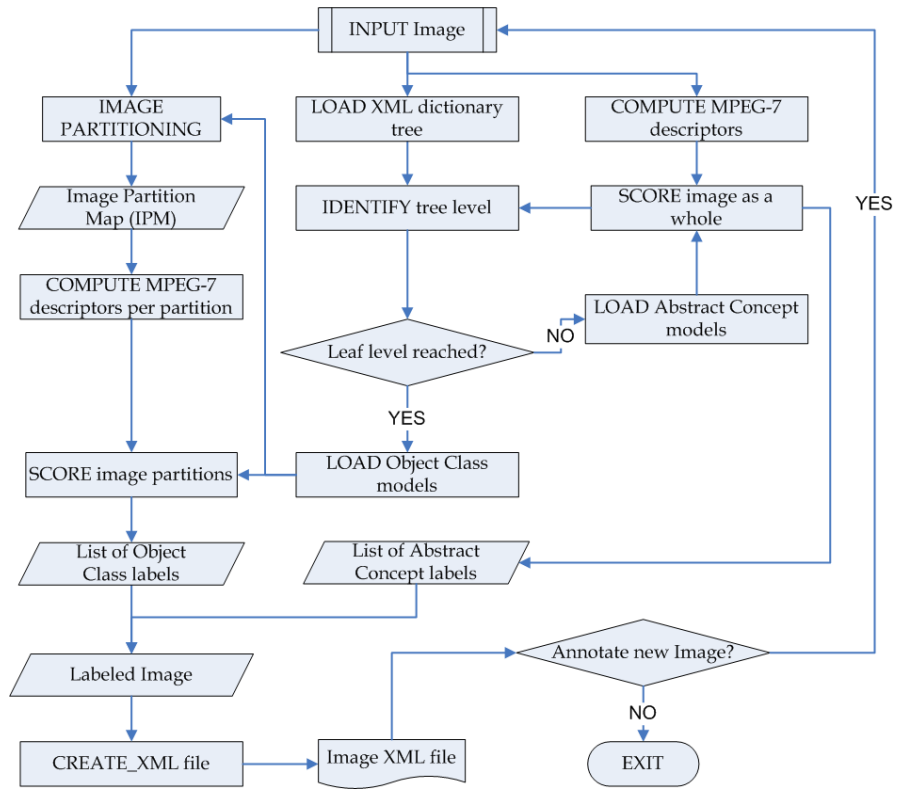 INPUT Image
IMAGE
PARTITIONING
LOAD XML dictionary
tree
COMPUTE MPEG-7
descriptors
Image Partition
Map (IPM)
IDENTIFY tree level
SCORE image as a
whole
YES
COMPUTE MPEG-7
descriptors per partition
LOAD Abstract Concept
models
NO
Leaf level reached?
YES
SCORE image partitions
LOAD Object Class
models
List of Object
Class labels
List of Abstract
Concept labels
Labeled Image
Annotate new Image?
NO
CREATE_XML file
Image XML file
EXIT